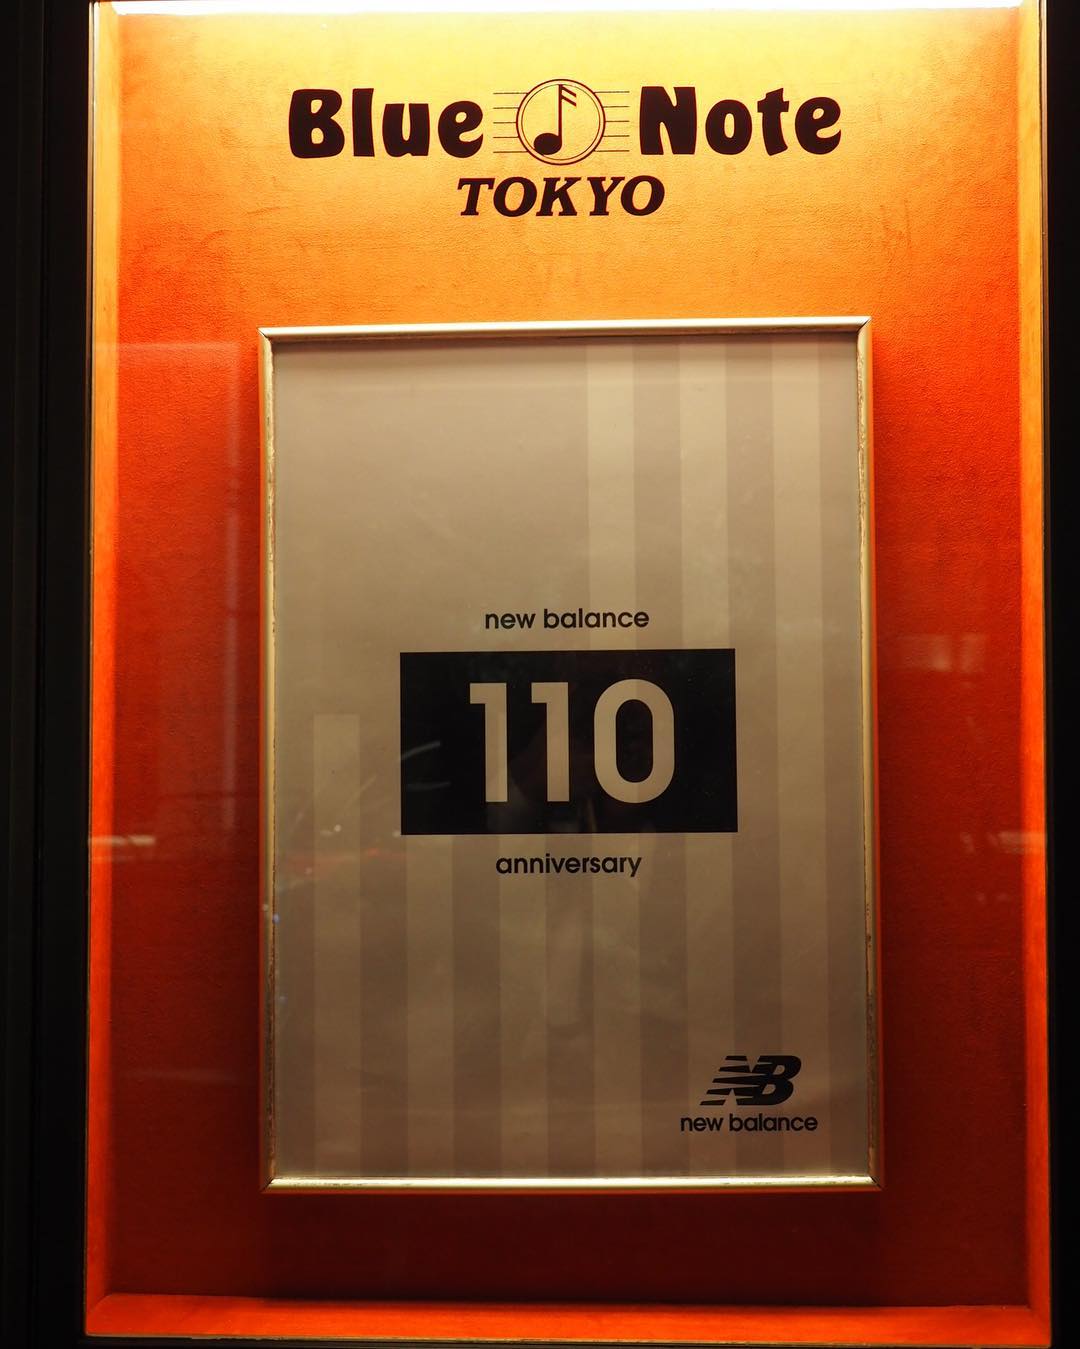 Blue Note
TOKYO
new balance
110
anniversary
NB
new balance